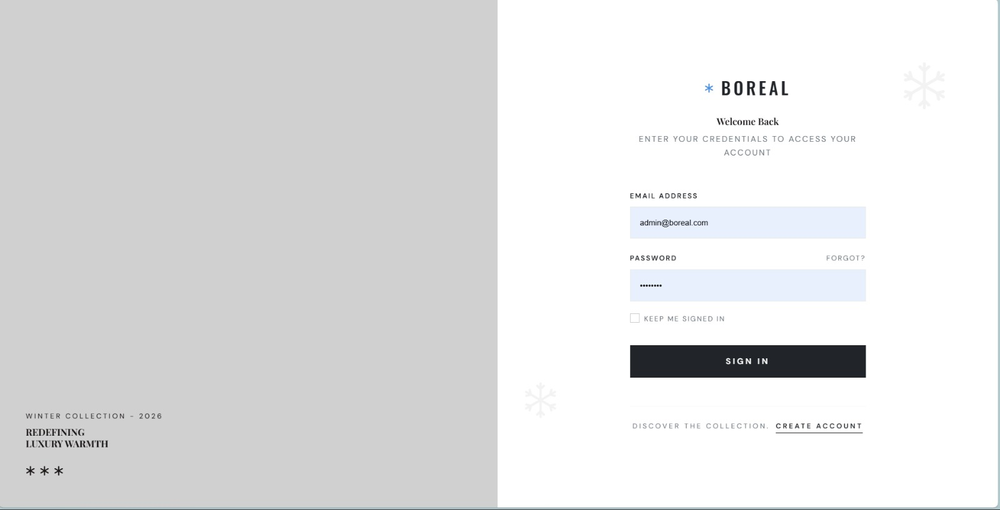 WINTER COLLECTION - 2026
REDEFINING
LUXURY WARMTH
BOREAL
Welcome Back
ENTER YOUR CREDENTIALS TO ACCESS YOUR
ACCOUNT
EMAIL ADDRESS
admin@boreal.com
PASSWORD FORGOT?
••••••••
KEEP ME SIGNED IN
SIGN IN
DISCOVER THE COLLECTION. CREATE ACCOUNT